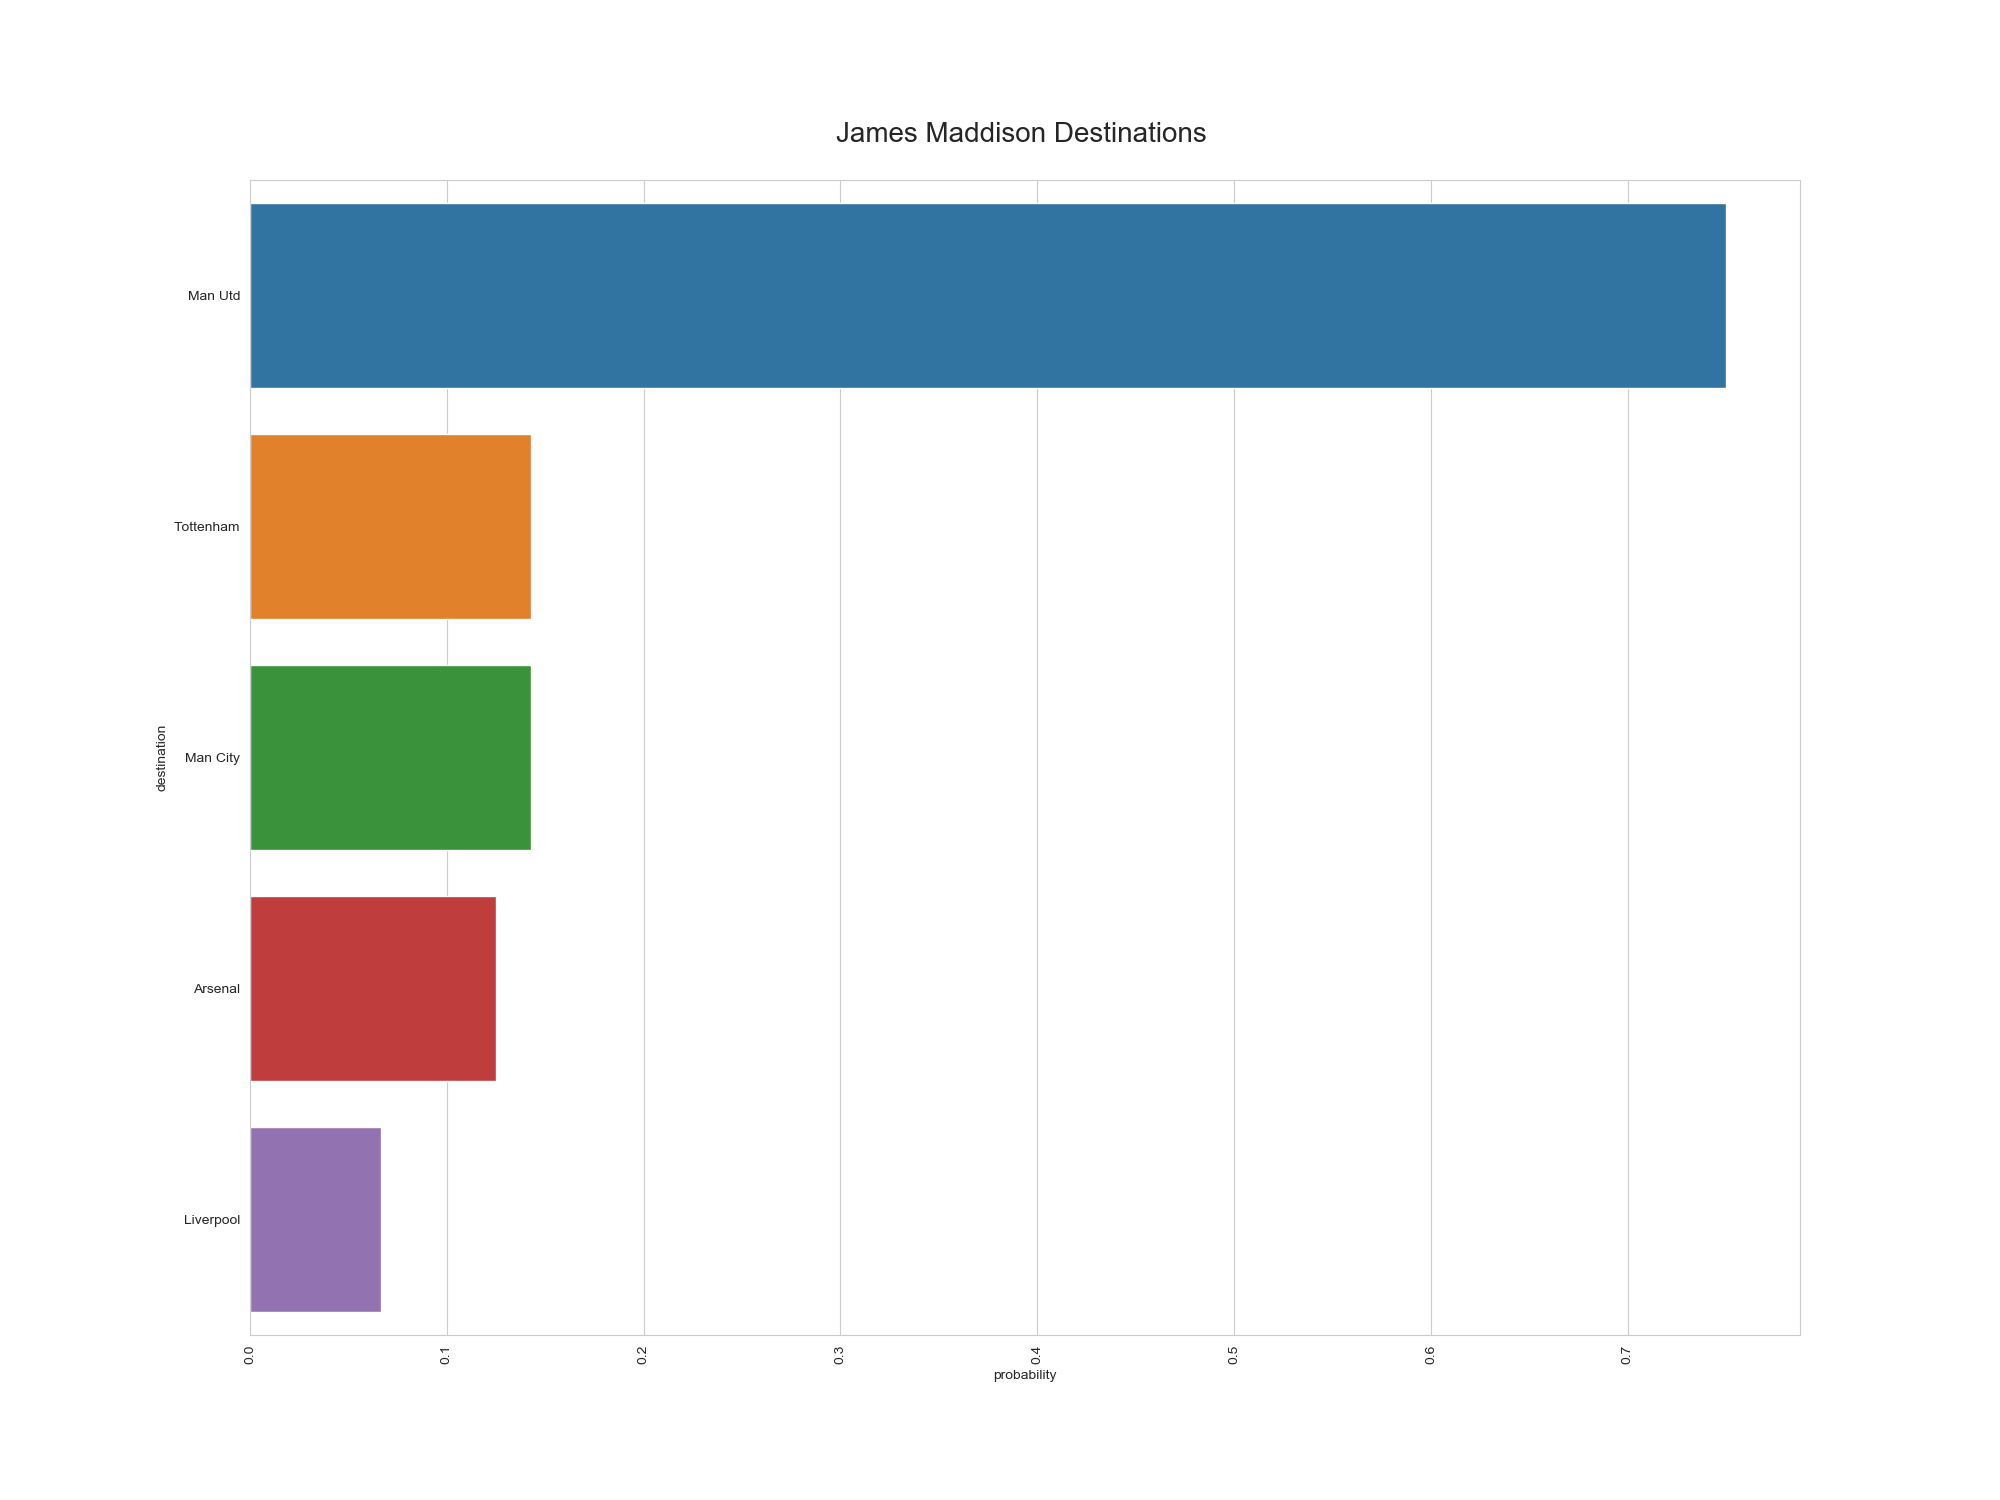 James Maddison Destinations
Man Utd
Tottenham
Man City
Arsenal
Liverpool
destination
0.0 0.1 0.2 0.3 0.4 0.5 0.6 0.7
probability